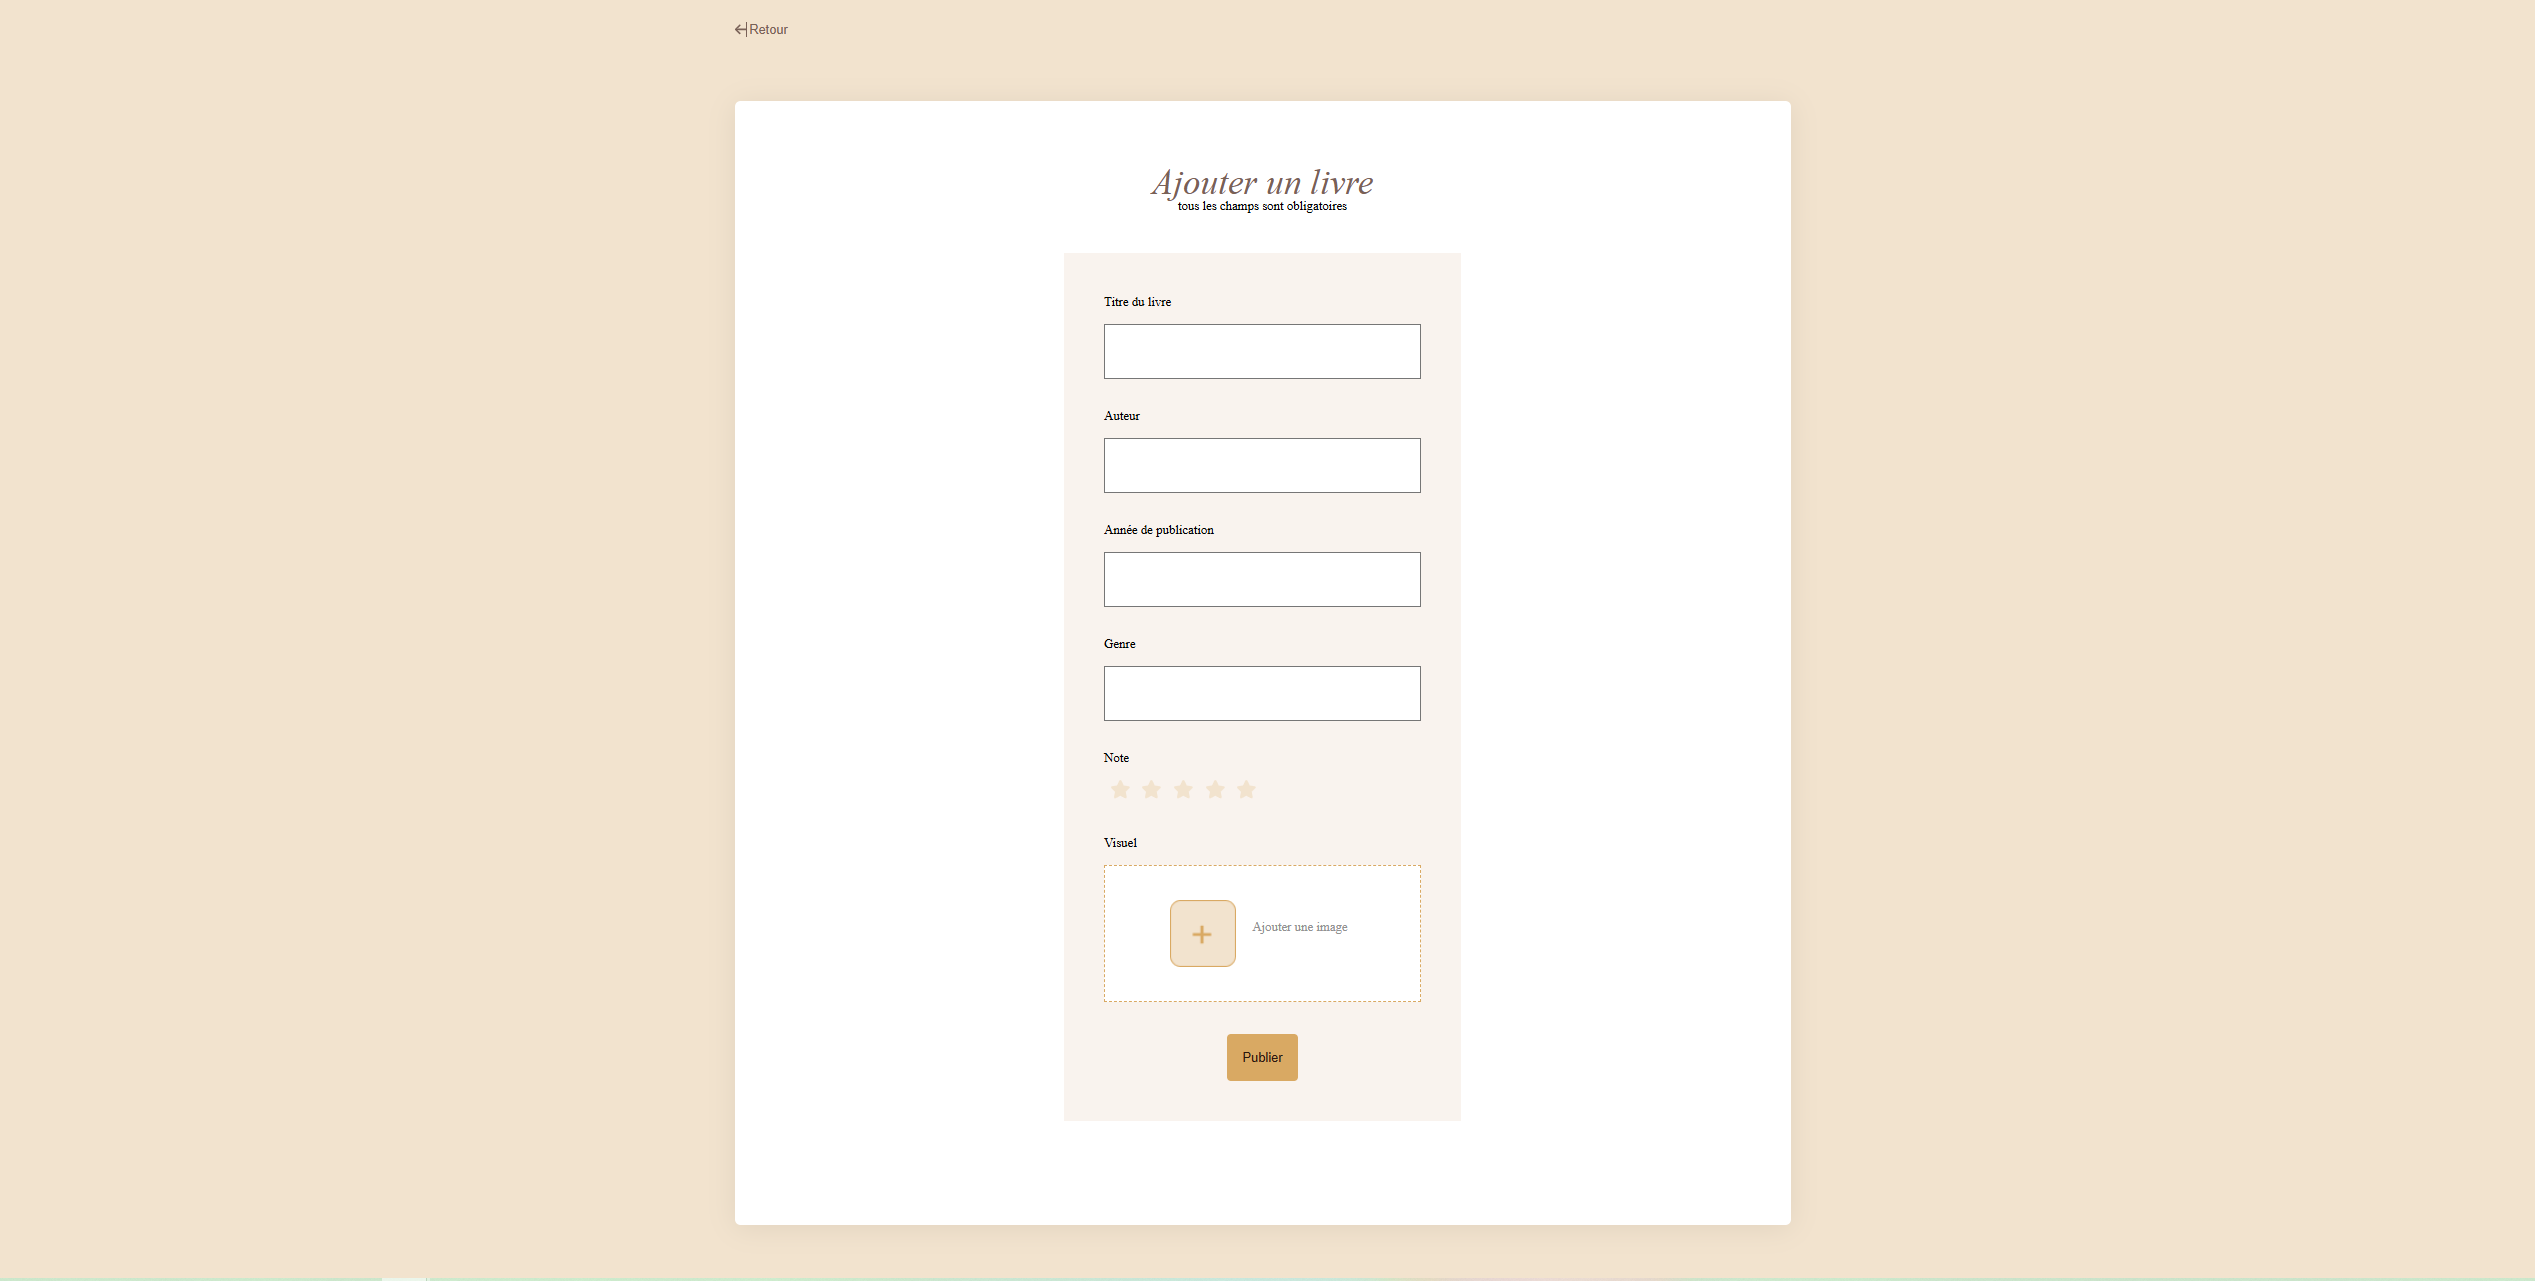 Retour
Ajouter un livre
tous les champs sont obligatoires
Titre du livre
Auteur
Année de publication
Genre
Note
Visuel
Ajouter une image
Publier